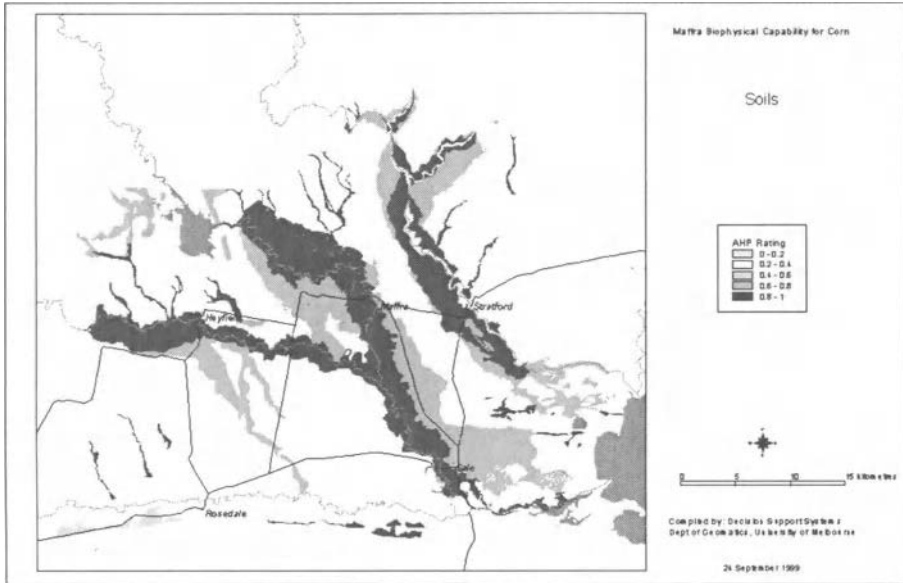 Maffra Biophysical Capability for Corn
Soils
AHP Rating
0 - 0.2
0.2 - 0.4
0.4 - 0.6
0.6 - 0.8
0.8 - 1
Maffra
Stratford
Rosedale
0 5 10 15 kilometres
Compiled by: Decision Support Systems
Dept of Geomatics, University of Melbourne
24 September 1999